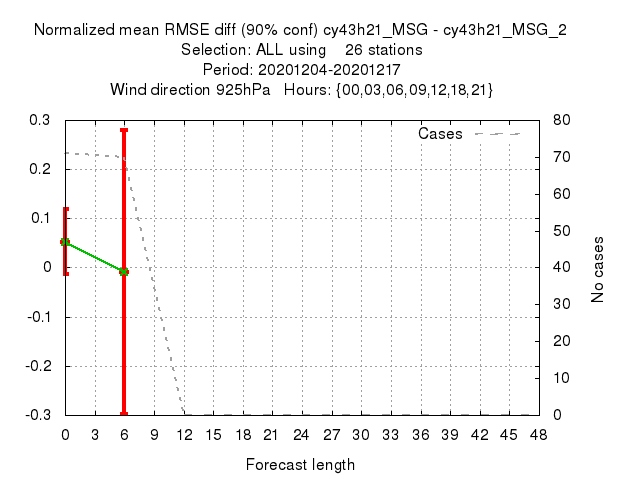 Normalized mean RMSE diff (90% conf) cy43h21_MSG - cy43h21_MSG_2
Selection: ALL using 26 stations
Period: 20201204-20201217
Wind direction 925hPa Hours: {00,03,06,09,12,18,21}
Cases
0.3
0.2
0.1
0
-0.1
-0.2
-0.3
80
70
60
50
40
30
20
10
0
No cases
0 3 6 9 12 15 18 21 24 27 30 33 36 39 42 45 48
Forecast length